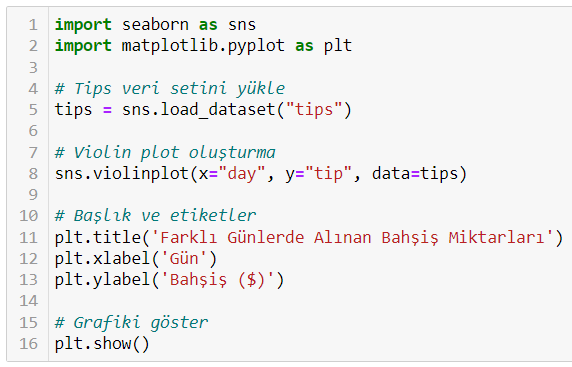 1 import seaborn as sns
2 import matplotlib.pyplot as plt
3
4 # Tips veri setini yükle
5 tips = sns.load_dataset("tips")
6
7 # Violin plot oluşturma
8 sns.violinplot(x="day", y="tip", data=tips)
9
10 # Başlık ve etiketler
11 plt.title('Farklı Günlerde Alınan Bahşiş Miktarları')
12 plt.xlabel('Gün')
13 plt.ylabel('Bahşiş ($)')
14
15 # Grafiki göster
16 plt.show()